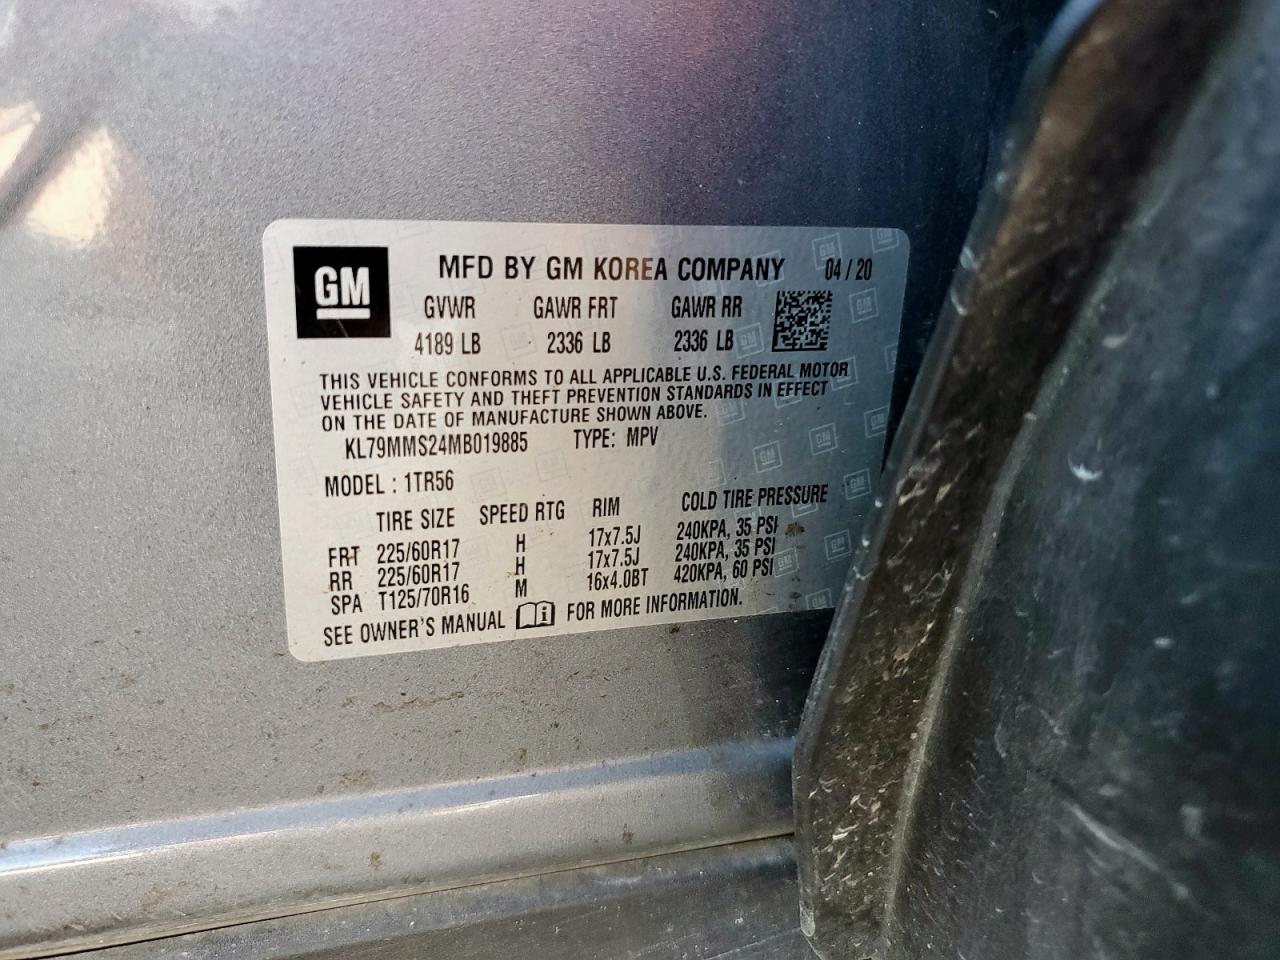 GM
MFD BY GM KOREA COMPANY 04 / 20
GVWR GAWR FRT GAWR RR
4189 LB 2336 LB 2336 LB
THIS VEHICLE CONFORMS TO ALL APPLICABLE U.S. FEDERAL MOTOR
VEHICLE SAFETY AND THEFT PREVENTION STANDARDS IN EFFECT
ON THE DATE OF MANUFACTURE SHOWN ABOVE.
KL79MMS24MB019885 TYPE: MPV
MODEL : 1TR56
TIRE SIZE SPEED RTG RIM COLD TIRE PRESSURE
FRT 225/60R17 H 17x7.5J 240KPA, 35 PSI
RR 225/60R17 H 17x7.5J 240KPA, 35 PSI
SPA T125/70R16 M 16x4.0BT 420KPA, 60 PSI
SEE OWNER'S MANUAL FOR MORE INFORMATION.